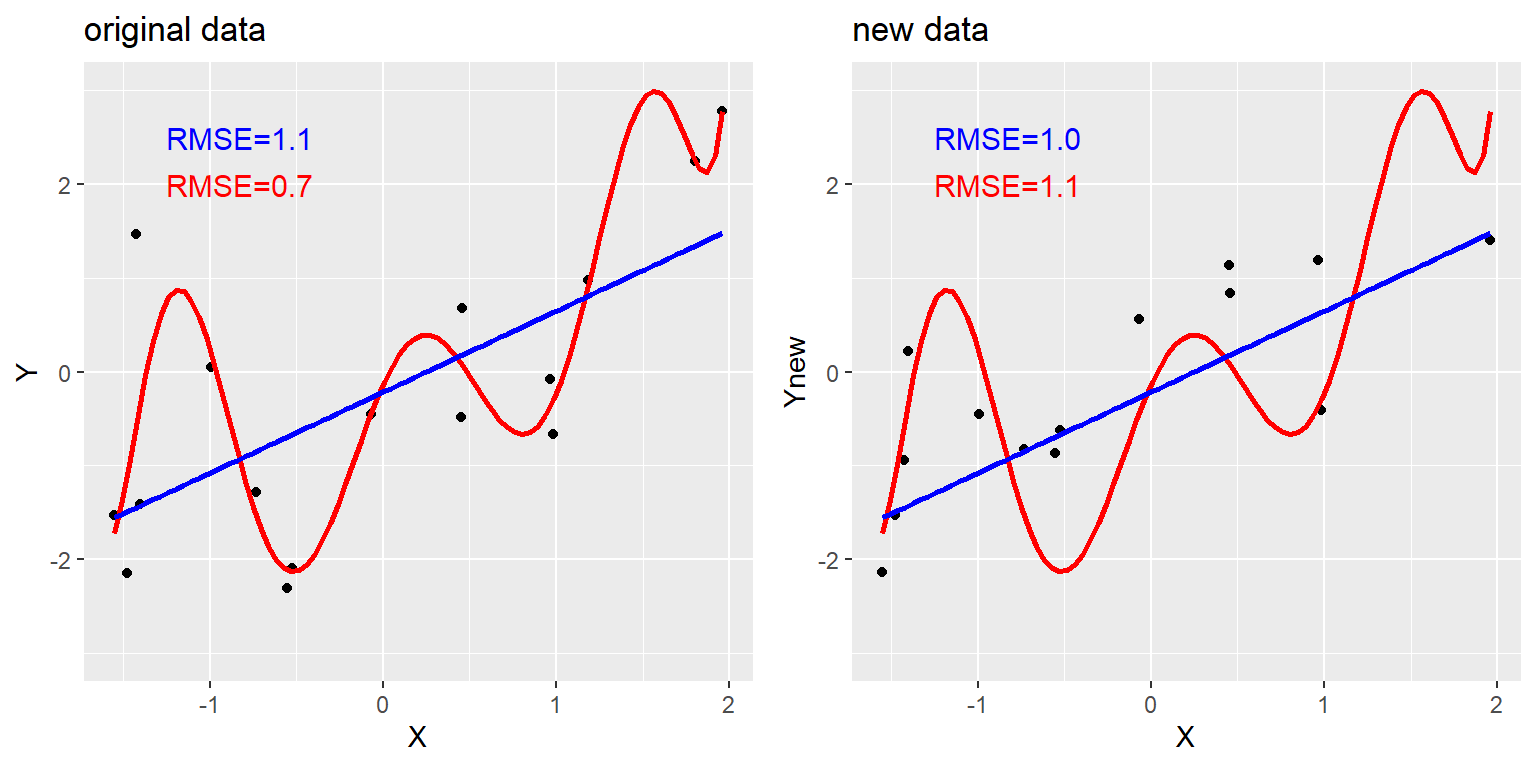 original data
RMSE=1.1
RMSE=0.7
Y
2
0
-2
-1
0
1
2
X
new data
RMSE=1.0
RMSE=1.1
Ynew
2
0
-2
-1
0
1
2
X